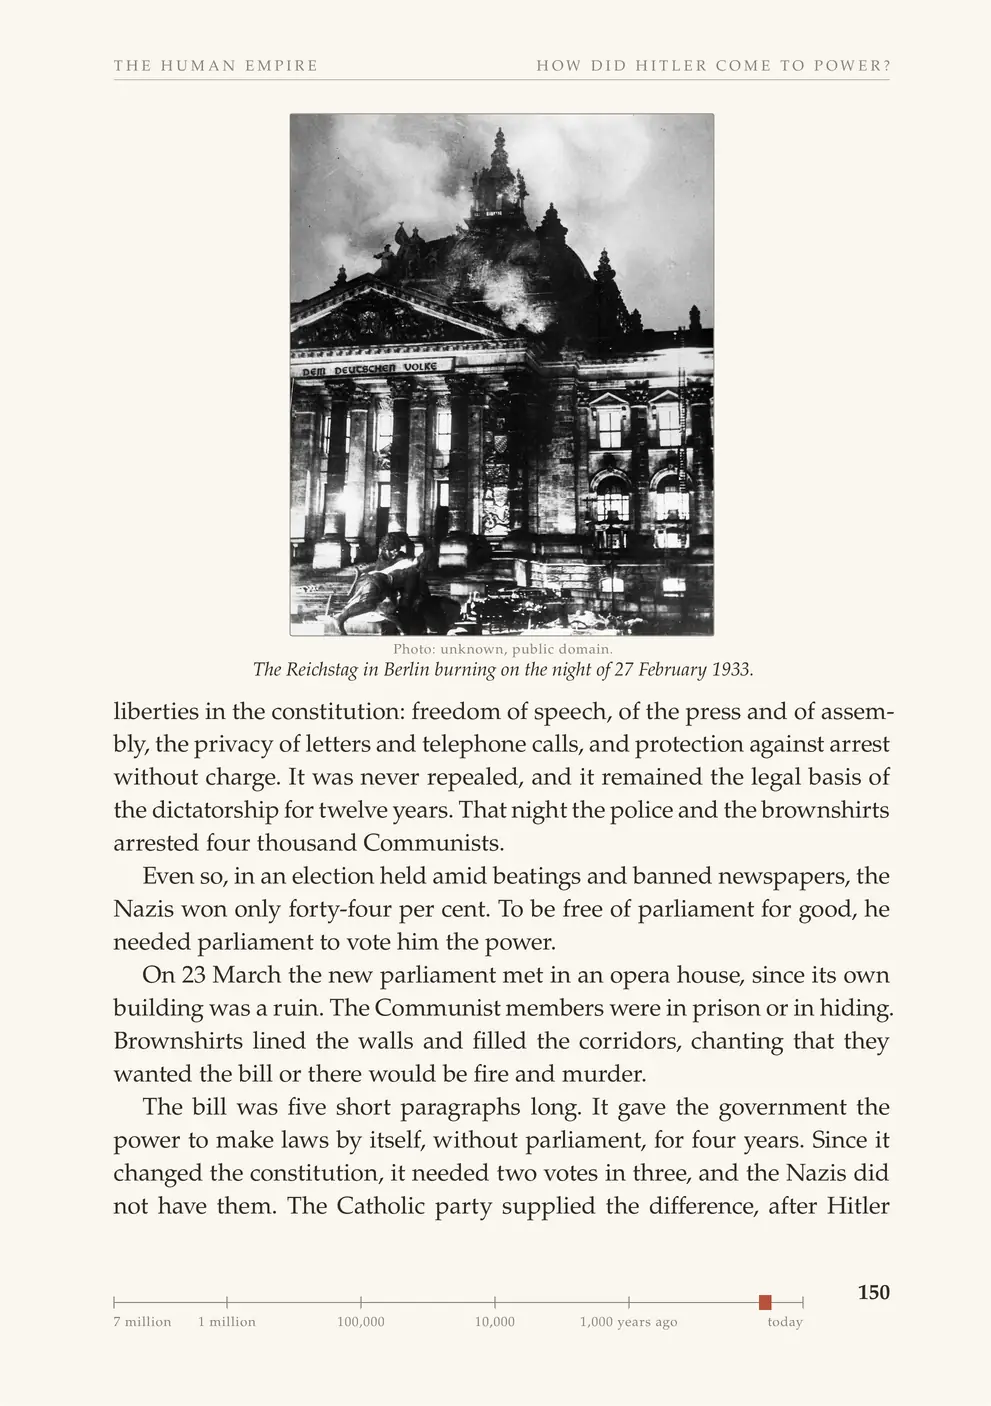 THE HUMAN EMPIRE
HOW DID HITLER COME TO POWER?
DEM DEUTSCHEN VOLKE
Photo: unknown, public domain.
The Reichstag in Berlin burning on the night of 27 February 1933.
liberties in the constitution: freedom of speech, of the press and of assem-
bly, the privacy of letters and telephone calls, and protection against arrest
without charge. It was never repealed, and it remained the legal basis of
the dictatorship for twelve years. That night the police and the brownshirts
arrested four thousand Communists.
Even so, in an election held amid beatings and banned newspapers, the
Nazis won only forty-four per cent. To be free of parliament for good, he
needed parliament to vote him the power.
On 23 March the new parliament met in an opera house, since its own
building was a ruin. The Communist members were in prison or in hiding.
Brownshirts lined the walls and filled the corridors, chanting that they
wanted the bill or there would be fire and murder.
The bill was five short paragraphs long. It gave the government the
power to make laws by itself, without parliament, for four years. Since it
changed the constitution, it needed two votes in three, and the Nazis did
not have them. The Catholic party supplied the difference, after Hitler
150
7 million
1 million
100,000
10,000
1,000 years ago
today